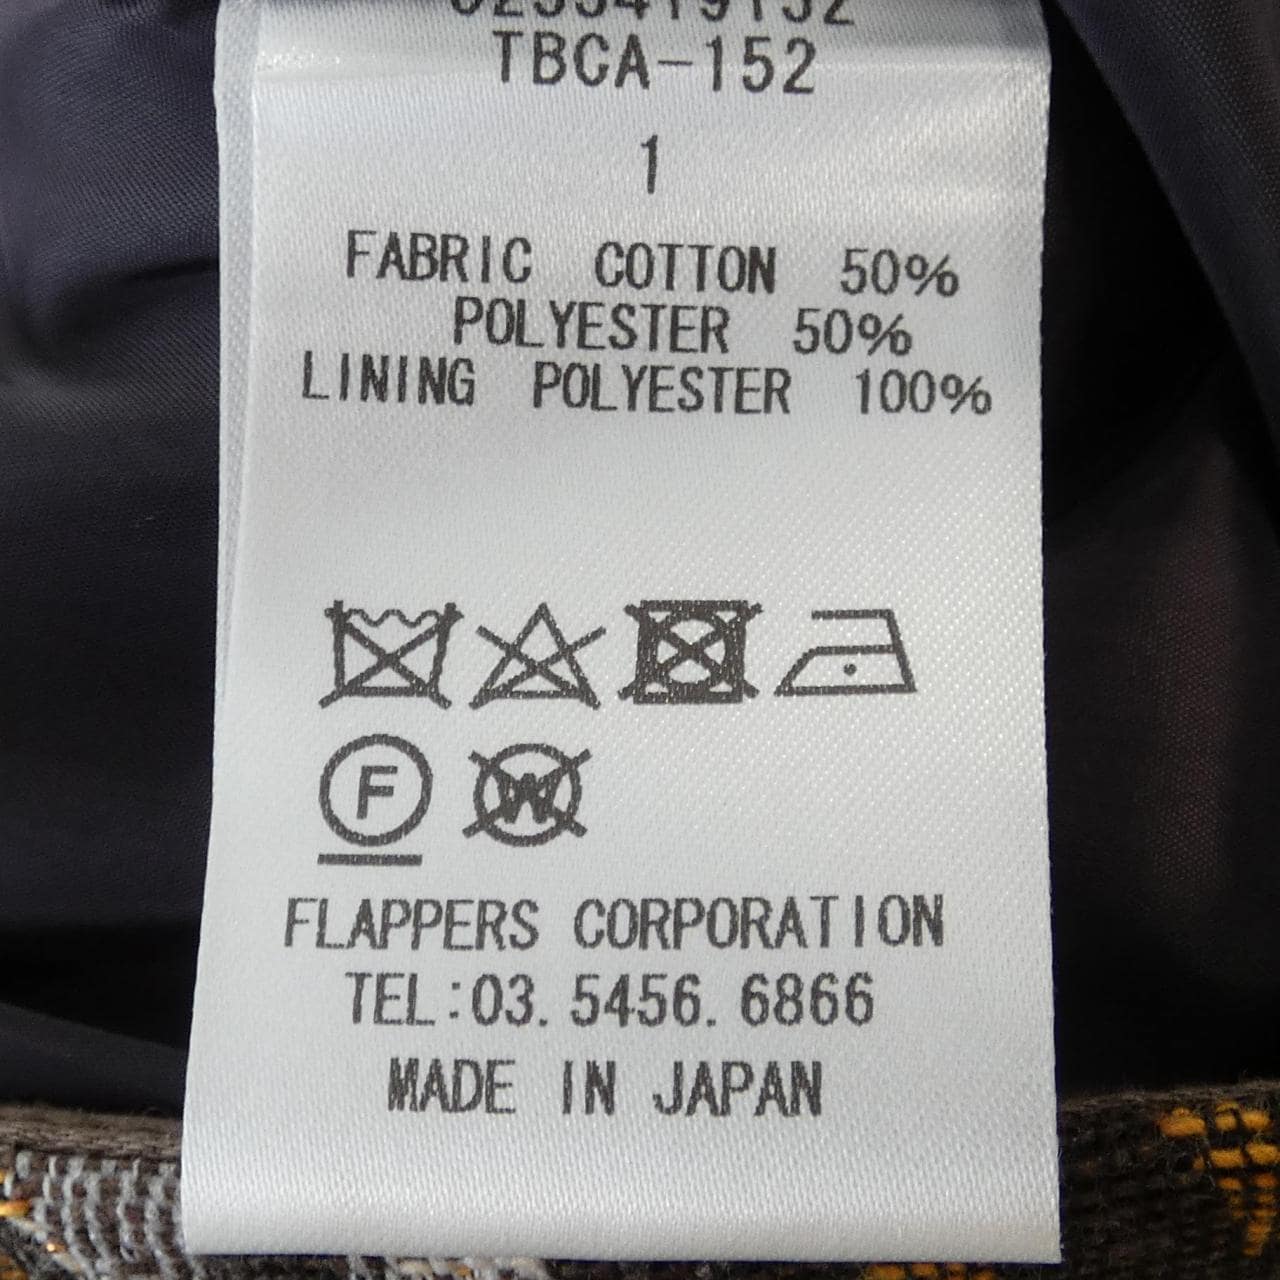 TBCA-152
1
FABRIC COTTON 50%
POLYESTER 50%
LINING POLYESTER 100%
F W
FLAPPERS CORPORATION
TEL:03. 5456. 6866
MADE IN JAPAN